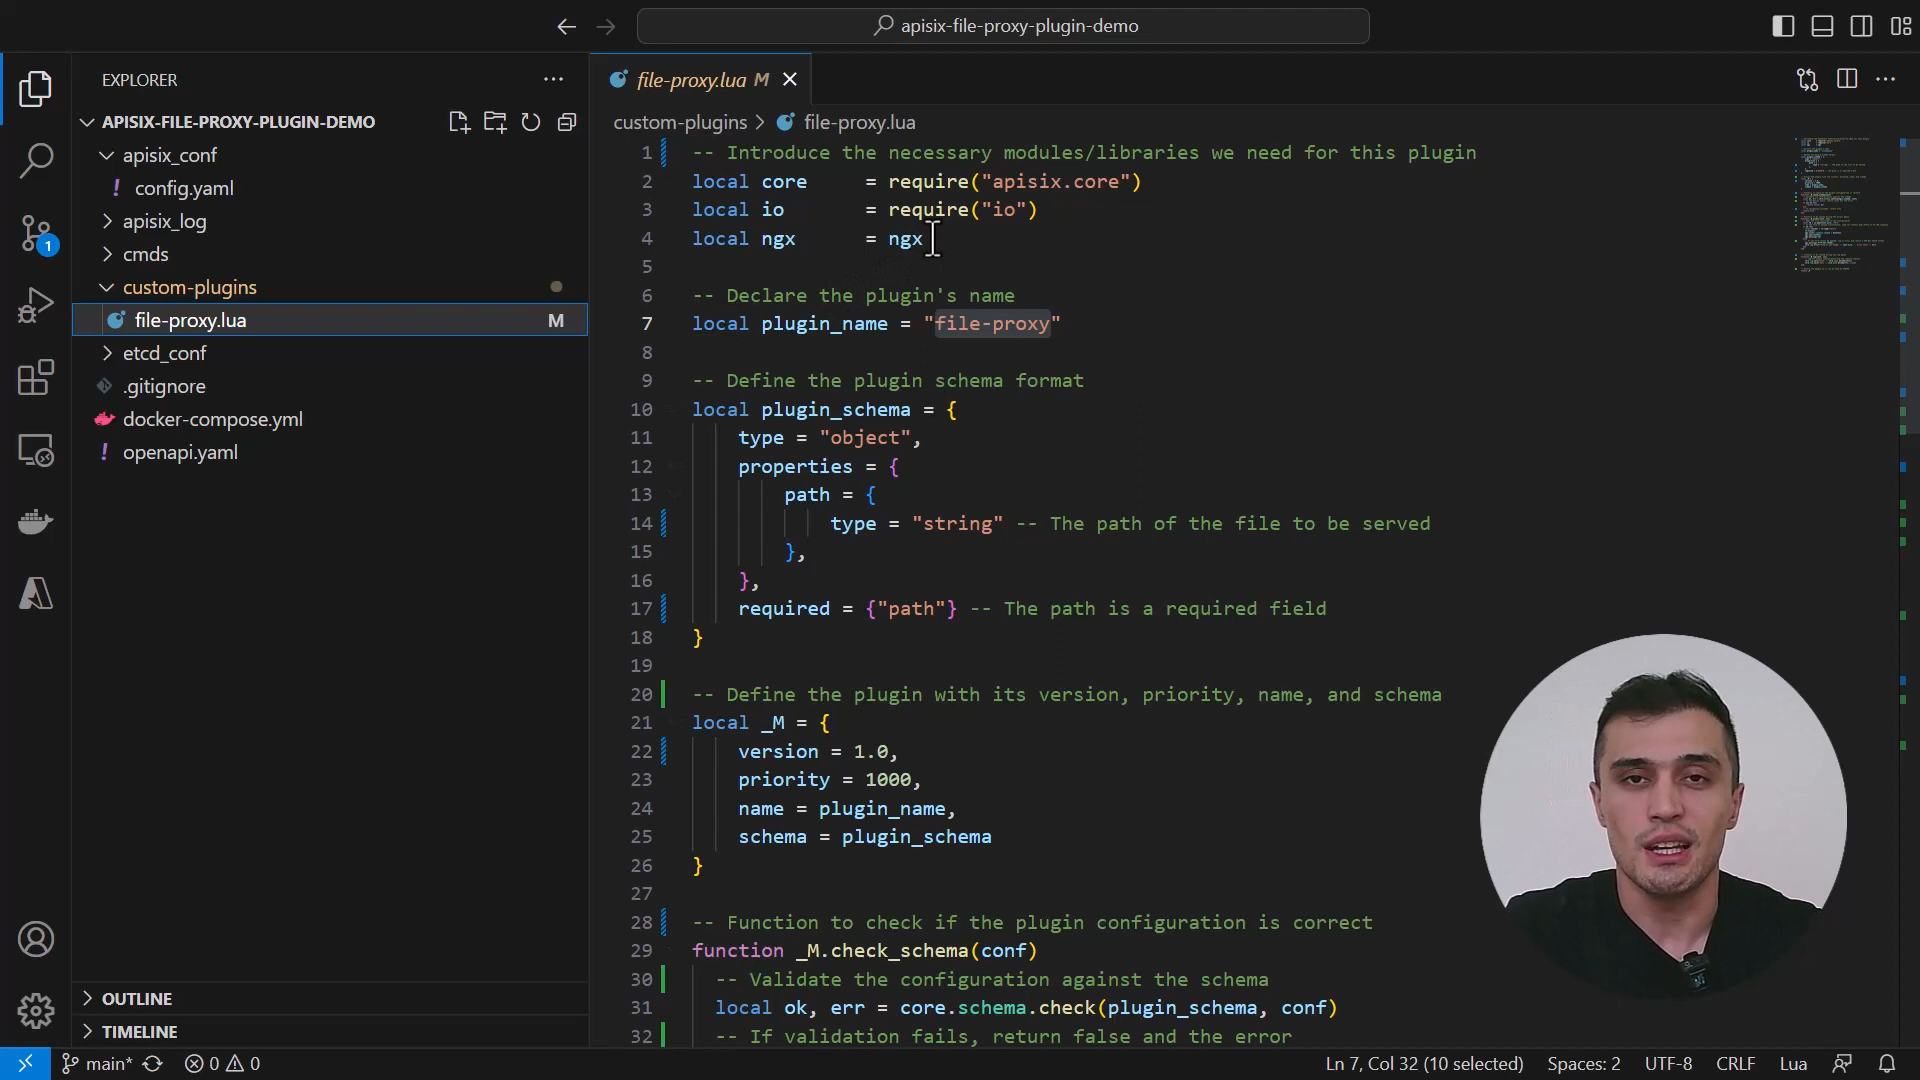 apisix-file-proxy-plugin-demo
EXPLORER
APISIX-FILE-PROXY-PLUGIN-DEMO
apisix_conf
! config.yaml
apisix_log
cmds
custom-plugins
file-proxy.lua M
etcd_conf
.gitignore
docker-compose.yml
! openapi.yaml
OUTLINE
TIMELINE
1
file-proxy.lua M
custom-plugins > file-proxy.lua
1 -- Introduce the necessary modules/libraries we need for this plugin
2 local core = require("apisix.core")
3 local io = require("io")
4 local ngx = ngx
5
6 -- Declare the plugin's name
7 local plugin_name = "file-proxy"
8
9 -- Define the plugin schema format
10 local plugin_schema = {
11 type = "object",
12 properties = {
13 path = {
14 type = "string" -- The path of the file to be served
15 },
16 },
17 required = {"path"} -- The path is a required field
18 }
19
20 -- Define the plugin with its version, priority, name, and schema
21 local _M = {
22 version = 1.0,
23 priority = 1000,
24 name = plugin_name,
25 schema = plugin_schema
26 }
27
28 -- Function to check if the plugin configuration is correct
29 function _M.check_schema(conf)
30 -- Validate the configuration against the schema
31 local ok, err = core.schema.check(plugin_schema, conf)
32 -- If validation fails, return false and the error
main* 0 0
Ln 7, Col 32 (10 selected) Spaces: 2 UTF-8 CRLF Lua